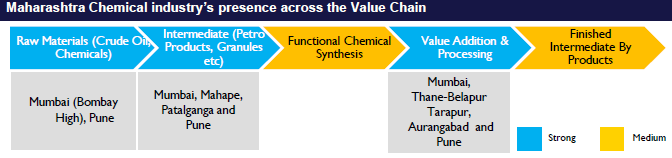 Maharashtra Chemical industry's presence across the Value Chain
Raw Materials (Crude Oil,
Chemicals)
Intermediate (Petro
Products, Granules
etc)
Functional Chemical
Synthesis
Value Addition &
Processing
Finished
Intermediate By
Products
Mumbai (Bombay
High), Pune
Mumbai, Mahape,
Patalganga and
Pune
Mumbai,
Thane-Belapur
Tarapur,
Aurangabad and
Pune
Strong
Medium